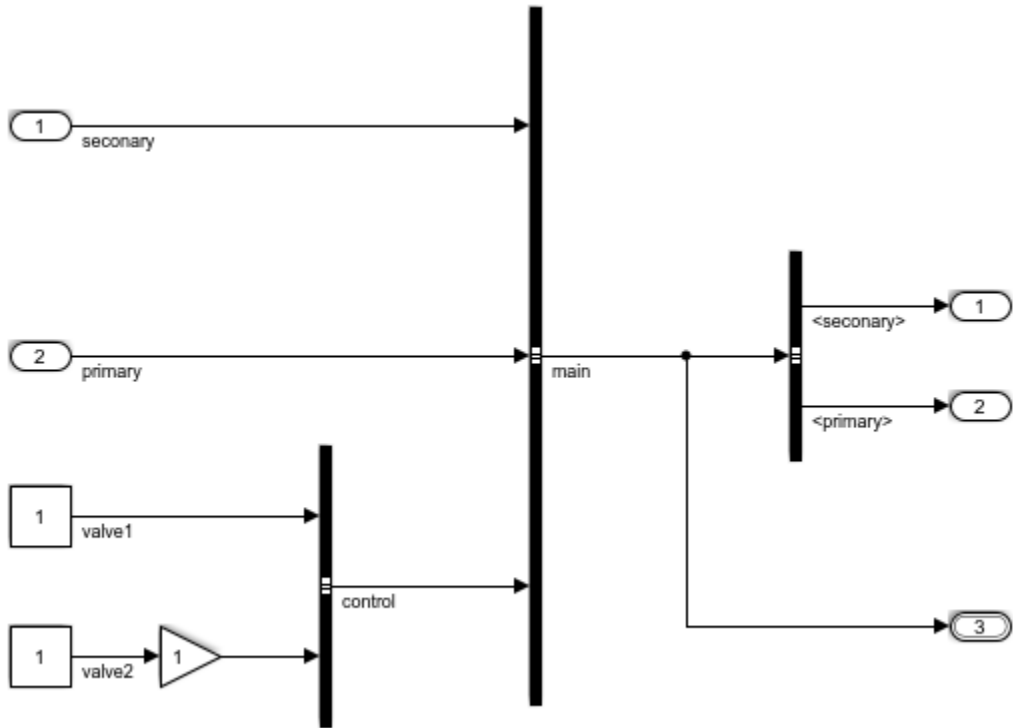 1
seconary
<seconary>
1
2
primary
main
<primary>
2
1
valve1
control
3
1
valve2
1